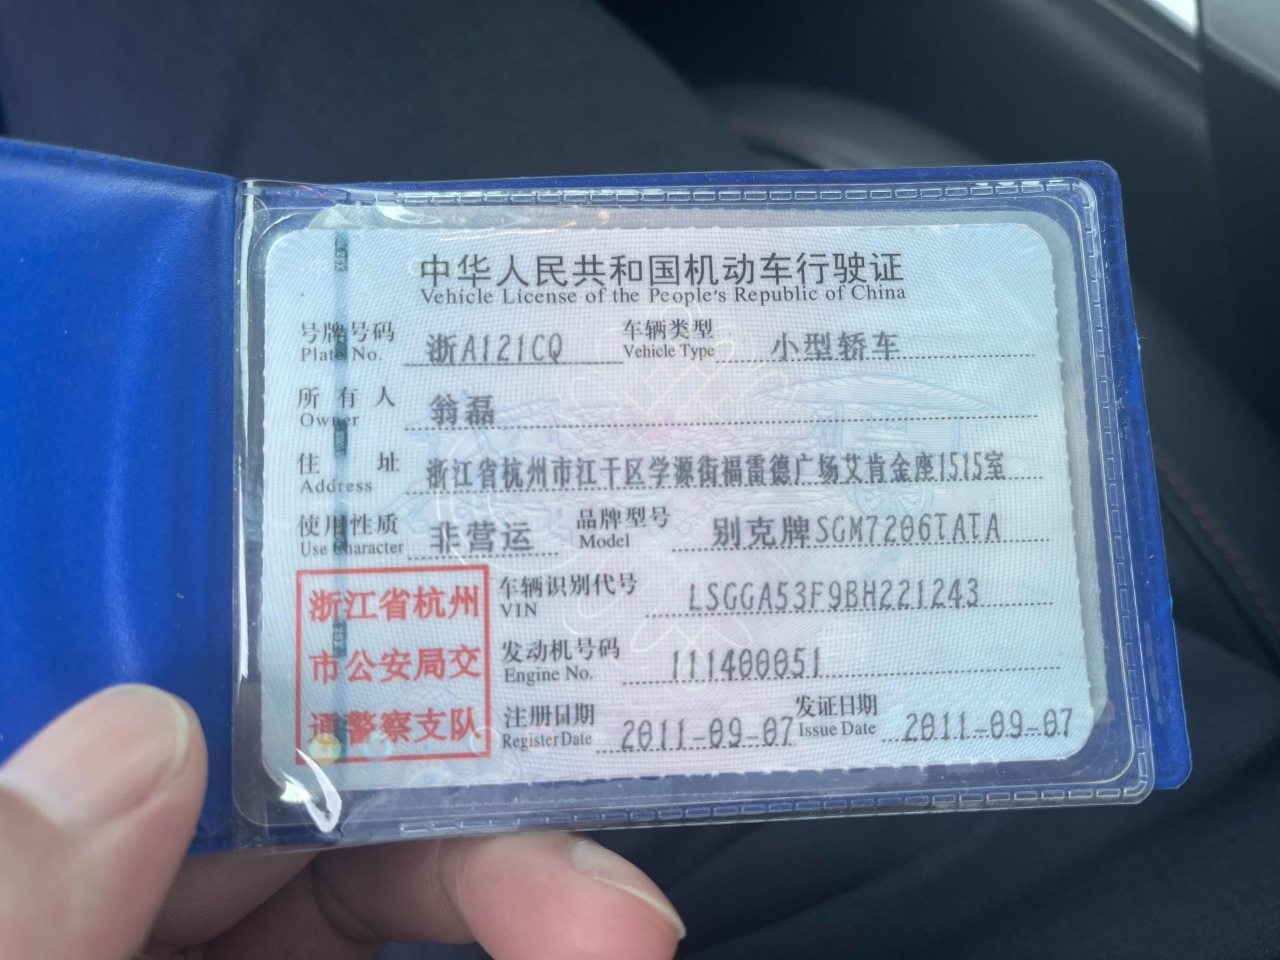 中华人民共和国机动车行驶证
Vehicle License of the People's Republic of China
号牌号码 浙A121CQ 车辆类型 小型轿车
Plate No. Vehicle Type
所有人 翁磊
Owner
住址 浙江省杭州市江干区学源街福雷德广场艾肯金座1515室
Address
使用性质 非营运 品牌型号 别克牌SGM7206TATA
Use Character Model
浙江省杭州
市公安局交
通警察支队
车辆识别代号 LSGGA53F9BH221243
VIN
发动机号码 111400051
Engine No.
注册日期 2011-09-07 发证日期 2011-09-07
Register Date Issue Date